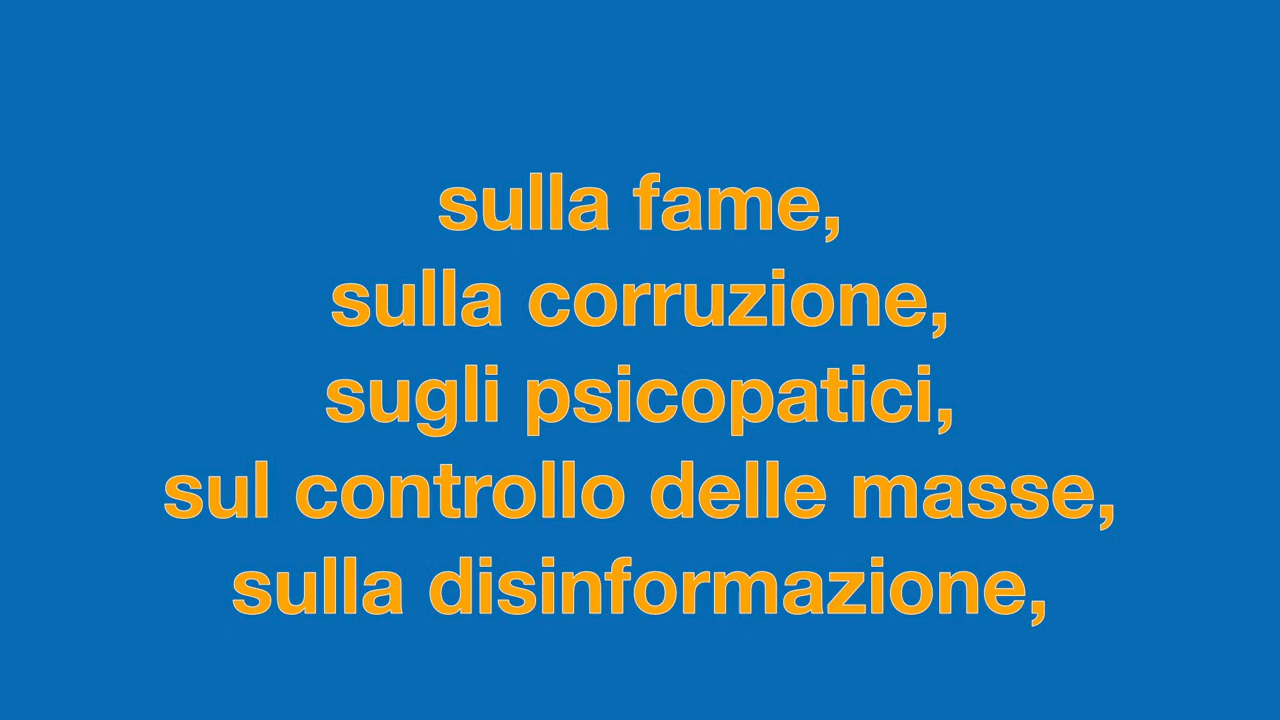 sulla fame,
sulla corruzione,
sugli psicopatici,
sul controllo delle masse,
sulla disinformazione,